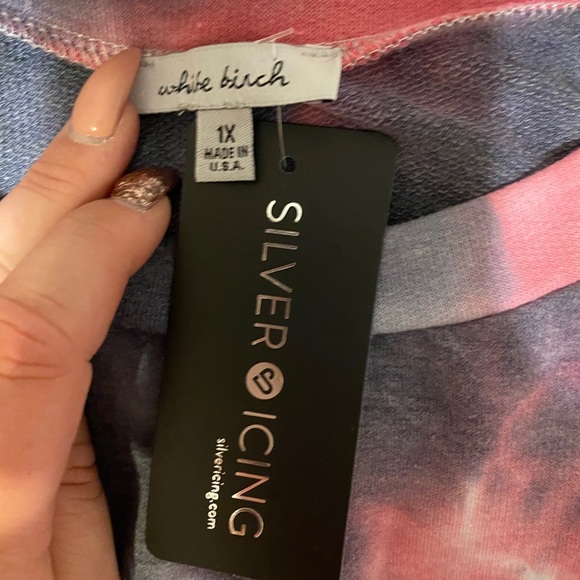 white birch
1X
MADE IN
U.S.A.
SILVER ICING
silvericing.com